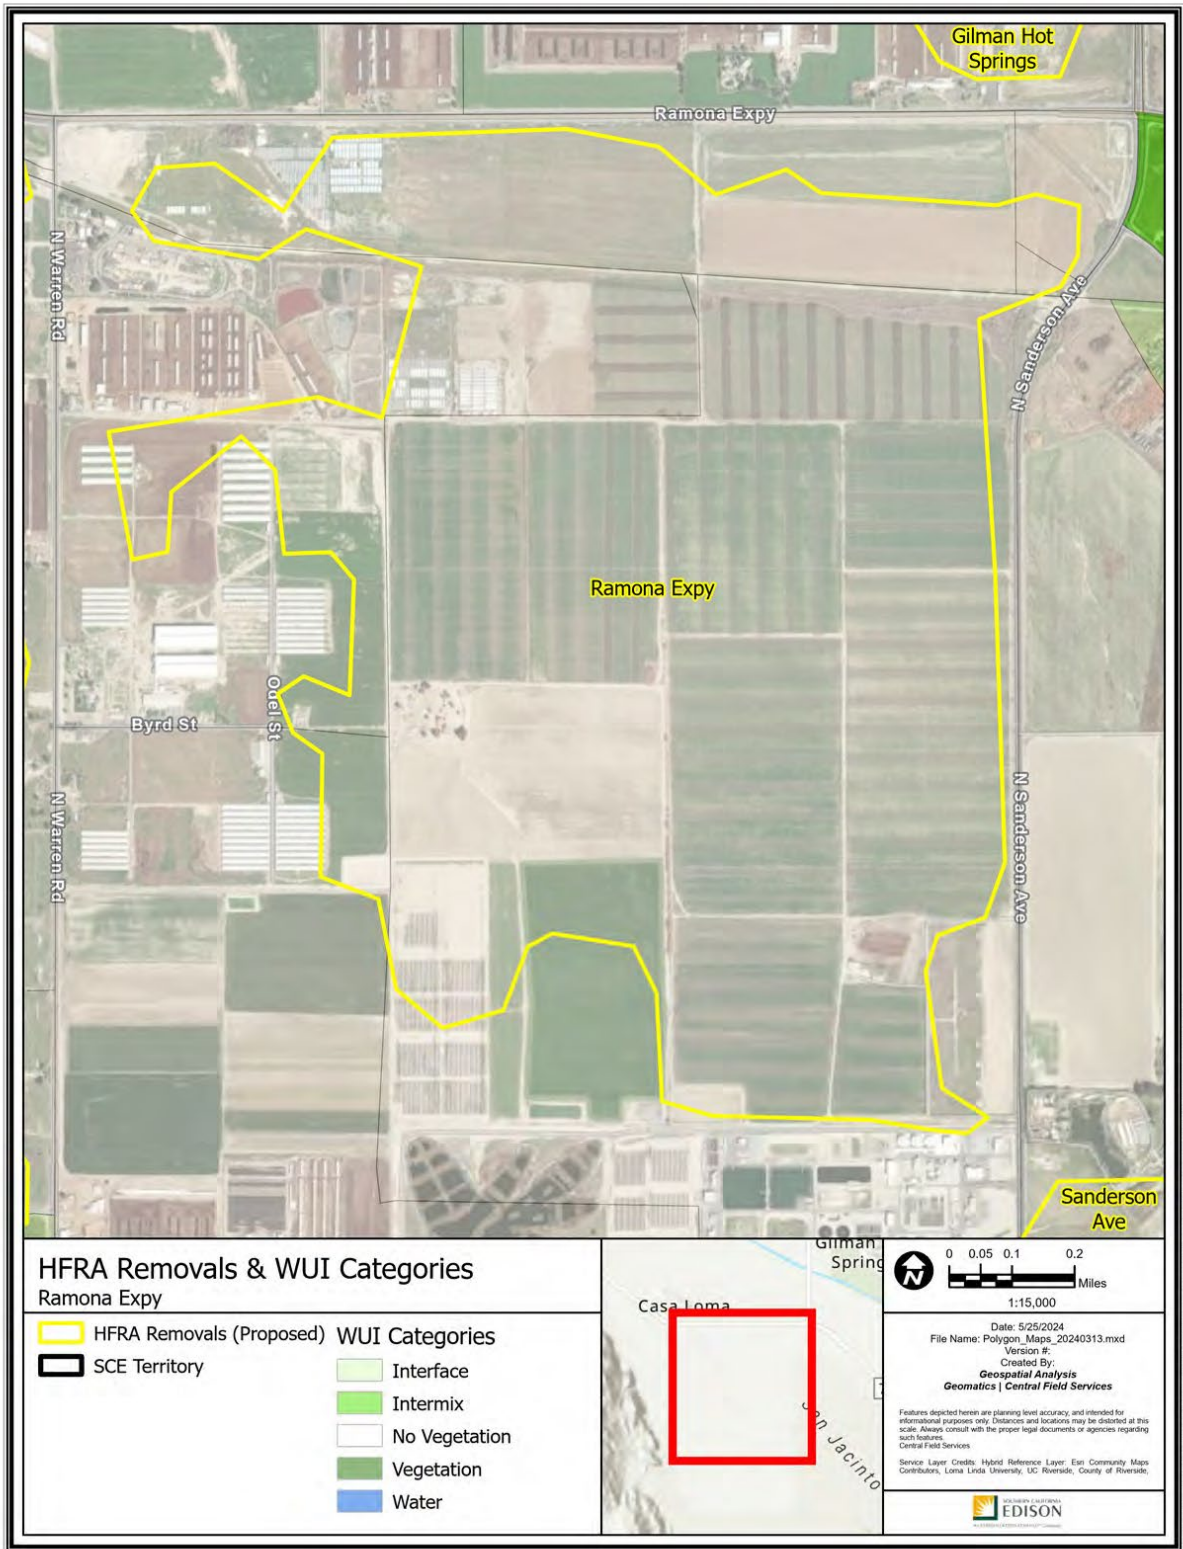 Gilman Hot
Springs
Ramona Expy
N Warren Rd
N Sanderson Ave
Ramona Expy
Odel St
Byrd St
N Warren Rd
N Sanderson Ave
Sanderson
Ave
HFRA Removals & WUI Categories
Ramona Expy
HFRA Removals (Proposed)
SCE Territory
WUI Categories
Interface
Intermix
No Vegetation
Vegetation
Water
Gilman
Spring
Casa Loma
San Jacinto
N
0 0.05 0.1 0.2
Miles
1:15,000
Date: 5/25/2024
File Name: Polygon_Maps_20240313.mxd
Version #:
Created By:
Geospatial Analysis
Geomatics | Central Field Services
Features depicted herein are planning level accuracy, and intended for
informational purposes only. Distances and locations may be distorted at this
scale. Always consult with the proper legal documents or agencies regarding
such features.
Central Field Services
Service Layer Credits: Hybrid Reference Layer: Esri Community Maps
Contributors, Loma Linda University, UC Riverside, County of Riverside,
SOUTHERN CALIFORNIA
EDISON